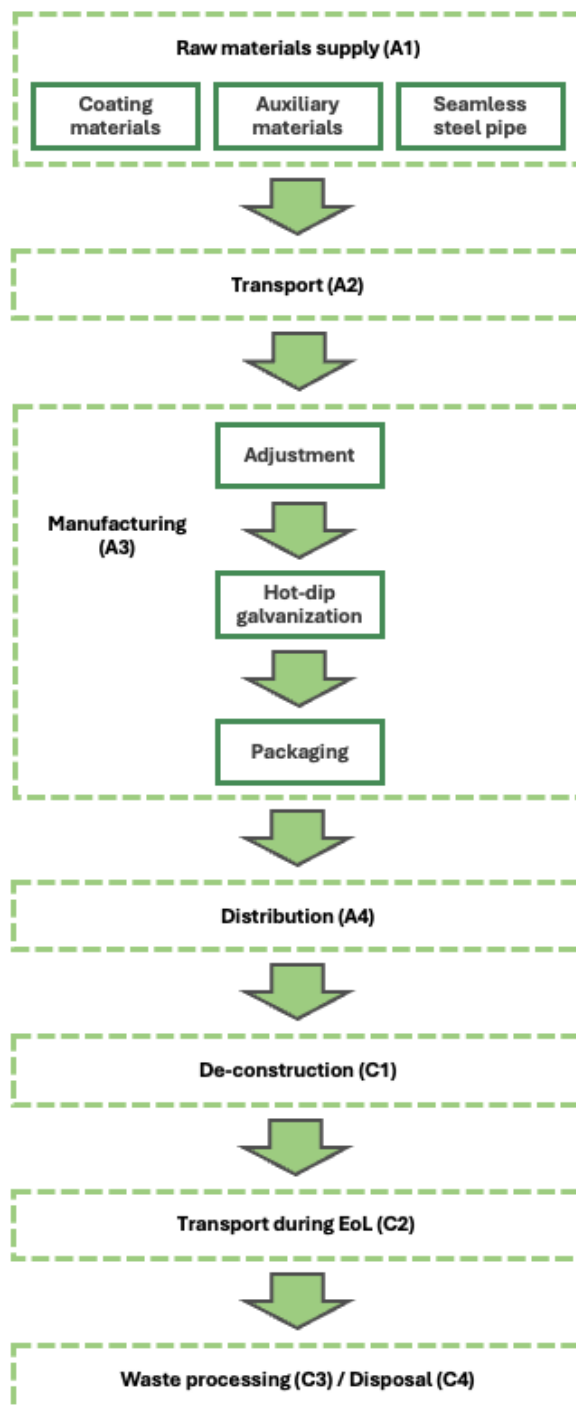 Raw materials supply (A1)
Coating
materials
Auxiliary
materials
Seamless
steel pipe
Transport (A2)
Adjustment
Manufacturing
(A3)
Hot-dip
galvanization
Packaging
Distribution (A4)
De-construction (C1)
Transport during EoL (C2)
Waste processing (C3) / Disposal (C4)